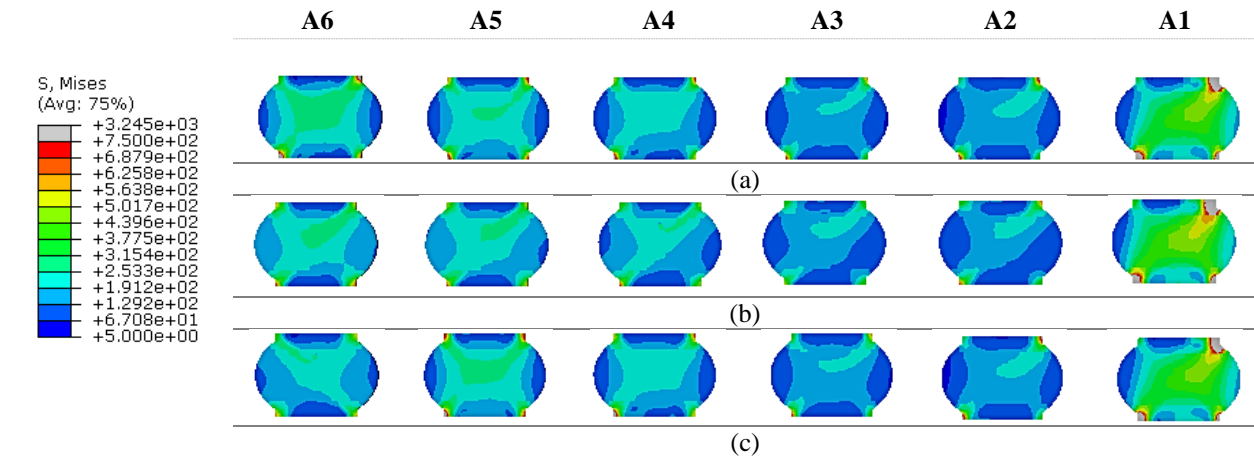 A6 A5 A4 A3 A2 A1
S, Mises
(Avg: 75%)
+3.245e+03
+7.500e+02
+6.879e+02
+6.258e+02
+5.638e+02
+5.017e+02
+4.396e+02
+3.775e+02
+3.154e+02
+2.533e+02
+1.912e+02
+1.292e+02
+6.708e+01
+5.000e+00
(a)
(b)
(c)